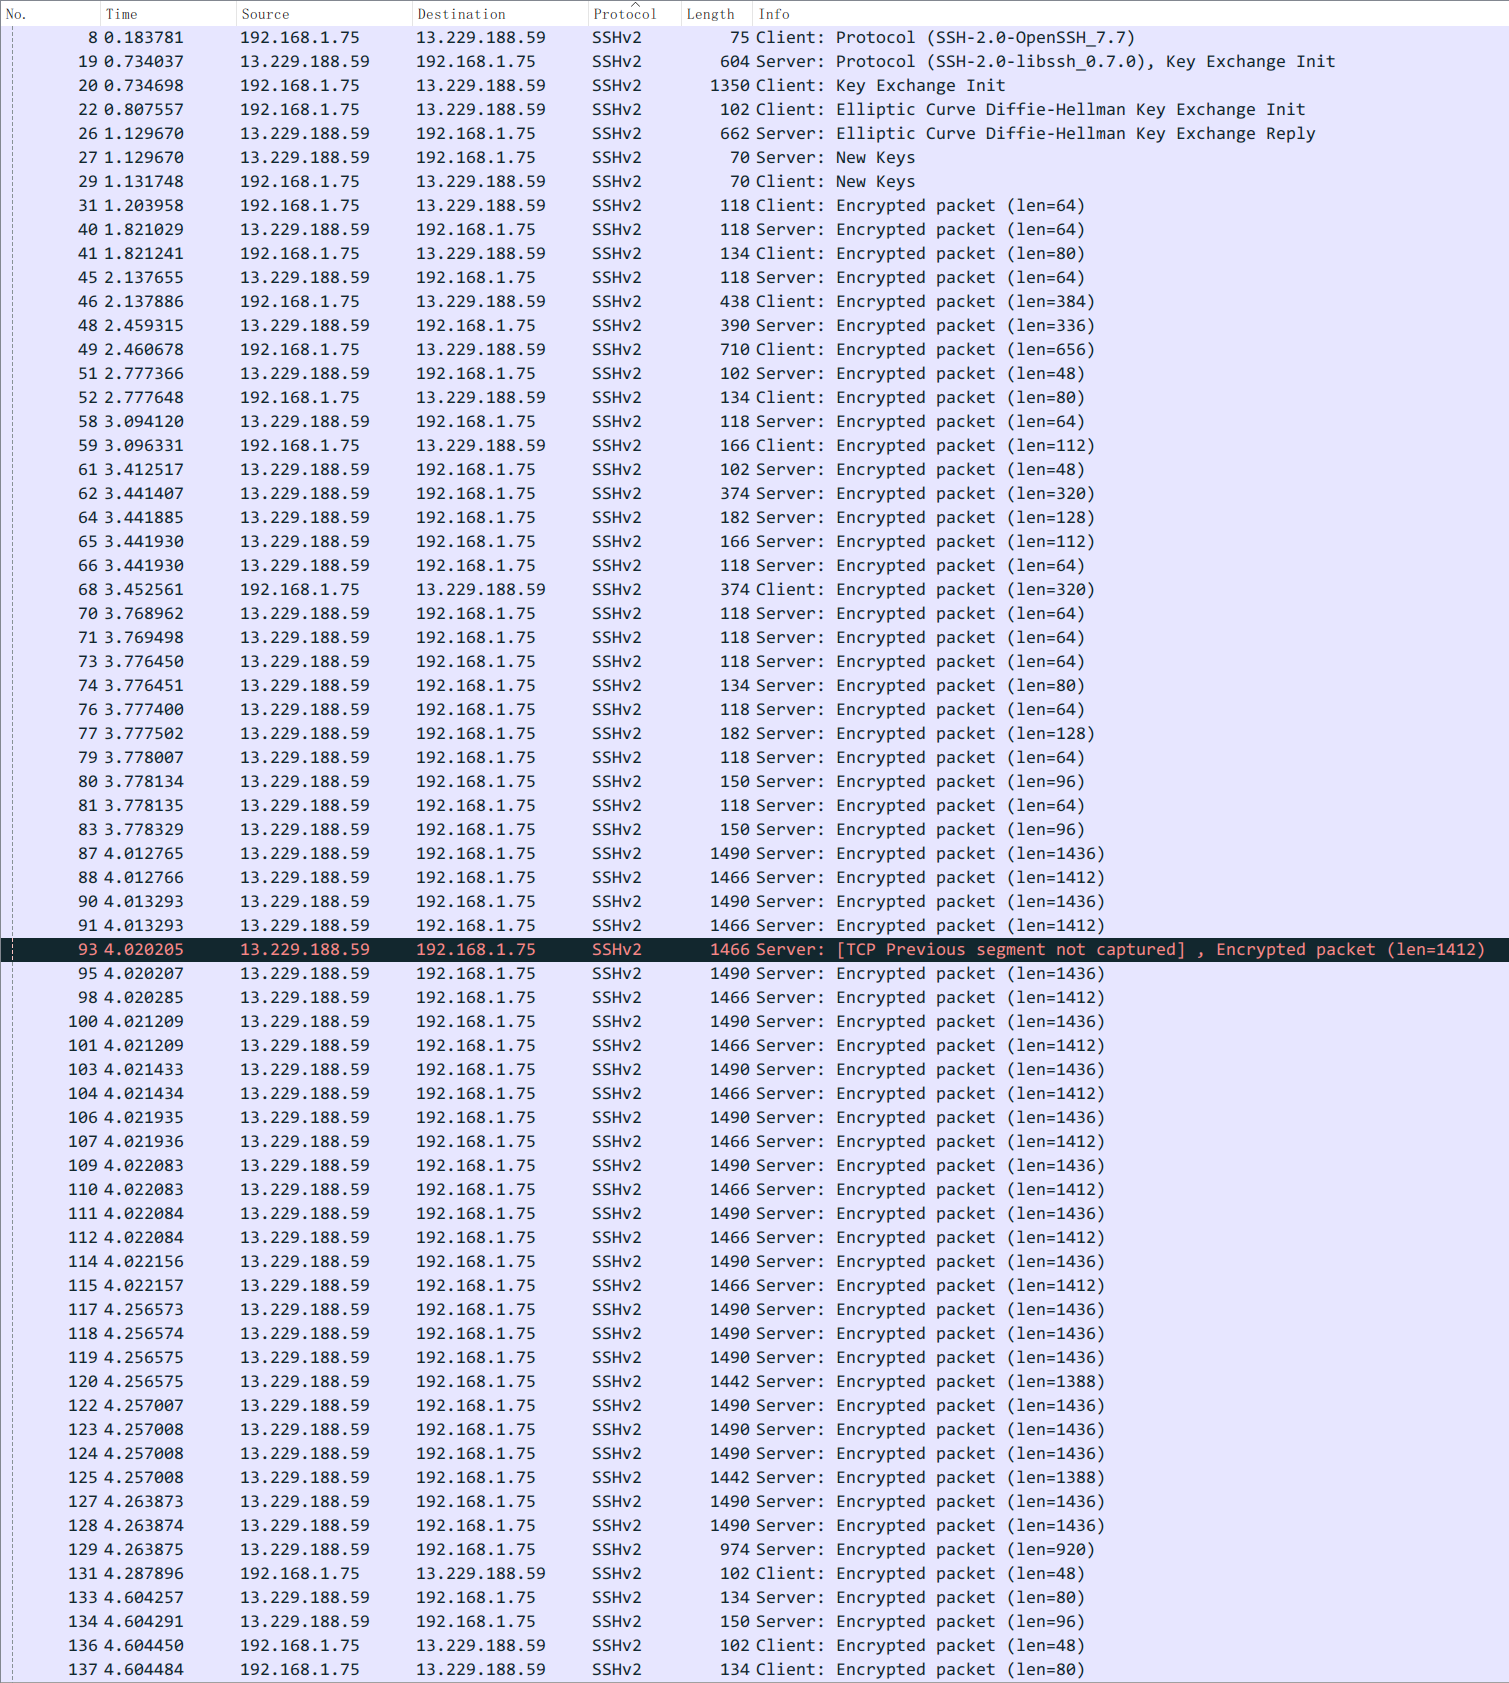 No. Time Source Destination Protocol Length Info
8 0.183781 192.168.1.75 13.229.188.59 SSHv2 75 Client: Protocol (SSH-2.0-OpenSSH_7.7)
19 0.734037 13.229.188.59 192.168.1.75 SSHv2 604 Server: Protocol (SSH-2.0-libssh_0.7.0), Key Exchange Init
20 0.734698 192.168.1.75 13.229.188.59 SSHv2 1350 Client: Key Exchange Init
22 0.807557 192.168.1.75 13.229.188.59 SSHv2 102 Client: Elliptic Curve Diffie-Hellman Key Exchange Init
26 1.129670 13.229.188.59 192.168.1.75 SSHv2 662 Server: Elliptic Curve Diffie-Hellman Key Exchange Reply
27 1.129670 13.229.188.59 192.168.1.75 SSHv2 70 Server: New Keys
29 1.131748 192.168.1.75 13.229.188.59 SSHv2 70 Client: New Keys
31 1.203958 192.168.1.75 13.229.188.59 SSHv2 118 Client: Encrypted packet (len=64)
40 1.821029 13.229.188.59 192.168.1.75 SSHv2 118 Server: Encrypted packet (len=64)
41 1.821241 192.168.1.75 13.229.188.59 SSHv2 134 Client: Encrypted packet (len=80)
45 2.137655 13.229.188.59 192.168.1.75 SSHv2 118 Server: Encrypted packet (len=64)
46 2.137886 192.168.1.75 13.229.188.59 SSHv2 438 Client: Encrypted packet (len=384)
48 2.459315 13.229.188.59 192.168.1.75 SSHv2 390 Server: Encrypted packet (len=336)
49 2.460678 192.168.1.75 13.229.188.59 SSHv2 710 Client: Encrypted packet (len=656)
51 2.777366 13.229.188.59 192.168.1.75 SSHv2 102 Server: Encrypted packet (len=48)
52 2.777648 192.168.1.75 13.229.188.59 SSHv2 134 Client: Encrypted packet (len=80)
58 3.094120 13.229.188.59 192.168.1.75 SSHv2 118 Server: Encrypted packet (len=64)
59 3.096331 192.168.1.75 13.229.188.59 SSHv2 166 Client: Encrypted packet (len=112)
61 3.412517 13.229.188.59 192.168.1.75 SSHv2 102 Server: Encrypted packet (len=48)
62 3.441407 13.229.188.59 192.168.1.75 SSHv2 374 Server: Encrypted packet (len=320)
64 3.441885 13.229.188.59 192.168.1.75 SSHv2 182 Server: Encrypted packet (len=128)
65 3.441930 13.229.188.59 192.168.1.75 SSHv2 166 Server: Encrypted packet (len=112)
66 3.441930 13.229.188.59 192.168.1.75 SSHv2 118 Server: Encrypted packet (len=64)
68 3.452561 192.168.1.75 13.229.188.59 SSHv2 374 Client: Encrypted packet (len=320)
70 3.768962 13.229.188.59 192.168.1.75 SSHv2 118 Server: Encrypted packet (len=64)
71 3.769498 13.229.188.59 192.168.1.75 SSHv2 118 Server: Encrypted packet (len=64)
73 3.776450 13.229.188.59 192.168.1.75 SSHv2 118 Server: Encrypted packet (len=64)
74 3.776451 13.229.188.59 192.168.1.75 SSHv2 134 Server: Encrypted packet (len=80)
76 3.777400 13.229.188.59 192.168.1.75 SSHv2 118 Server: Encrypted packet (len=64)
77 3.777502 13.229.188.59 192.168.1.75 SSHv2 182 Server: Encrypted packet (len=128)
79 3.778007 13.229.188.59 192.168.1.75 SSHv2 118 Server: Encrypted packet (len=64)
80 3.778134 13.229.188.59 192.168.1.75 SSHv2 150 Server: Encrypted packet (len=96)
81 3.778135 13.229.188.59 192.168.1.75 SSHv2 118 Server: Encrypted packet (len=64)
83 3.778329 13.229.188.59 192.168.1.75 SSHv2 150 Server: Encrypted packet (len=96)
87 4.012765 13.229.188.59 192.168.1.75 SSHv2 1490 Server: Encrypted packet (len=1436)
88 4.012766 13.229.188.59 192.168.1.75 SSHv2 1466 Server: Encrypted packet (len=1412)
90 4.013293 13.229.188.59 192.168.1.75 SSHv2 1490 Server: Encrypted packet (len=1436)
91 4.013293 13.229.188.59 192.168.1.75 SSHv2 1466 Server: Encrypted packet (len=1412)
93 4.020205 13.229.188.59 192.168.1.75 SSHv2 1466 Server: [TCP Previous segment not captured] , Encrypted packet (len=1412)
95 4.020207 13.229.188.59 192.168.1.75 SSHv2 1490 Server: Encrypted packet (len=1436)
98 4.020285 13.229.188.59 192.168.1.75 SSHv2 1466 Server: Encrypted packet (len=1412)
100 4.021209 13.229.188.59 192.168.1.75 SSHv2 1490 Server: Encrypted packet (len=1436)
101 4.021209 13.229.188.59 192.168.1.75 SSHv2 1466 Server: Encrypted packet (len=1412)
103 4.021433 13.229.188.59 192.168.1.75 SSHv2 1490 Server: Encrypted packet (len=1436)
104 4.021434 13.229.188.59 192.168.1.75 SSHv2 1466 Server: Encrypted packet (len=1412)
106 4.021935 13.229.188.59 192.168.1.75 SSHv2 1490 Server: Encrypted packet (len=1436)
107 4.021936 13.229.188.59 192.168.1.75 SSHv2 1466 Server: Encrypted packet (len=1412)
109 4.022083 13.229.188.59 192.168.1.75 SSHv2 1490 Server: Encrypted packet (len=1436)
110 4.022083 13.229.188.59 192.168.1.75 SSHv2 1466 Server: Encrypted packet (len=1412)
111 4.022084 13.229.188.59 192.168.1.75 SSHv2 1490 Server: Encrypted packet (len=1436)
112 4.022084 13.229.188.59 192.168.1.75 SSHv2 1466 Server: Encrypted packet (len=1412)
114 4.022156 13.229.188.59 192.168.1.75 SSHv2 1490 Server: Encrypted packet (len=1436)
115 4.022157 13.229.188.59 192.168.1.75 SSHv2 1466 Server: Encrypted packet (len=1412)
117 4.256573 13.229.188.59 192.168.1.75 SSHv2 1490 Server: Encrypted packet (len=1436)
118 4.256574 13.229.188.59 192.168.1.75 SSHv2 1490 Server: Encrypted packet (len=1436)
119 4.256575 13.229.188.59 192.168.1.75 SSHv2 1490 Server: Encrypted packet (len=1436)
120 4.256575 13.229.188.59 192.168.1.75 SSHv2 1442 Server: Encrypted packet (len=1388)
122 4.257007 13.229.188.59 192.168.1.75 SSHv2 1490 Server: Encrypted packet (len=1436)
123 4.257008 13.229.188.59 192.168.1.75 SSHv2 1490 Server: Encrypted packet (len=1436)
124 4.257008 13.229.188.59 192.168.1.75 SSHv2 1490 Server: Encrypted packet (len=1436)
125 4.257008 13.229.188.59 192.168.1.75 SSHv2 1442 Server: Encrypted packet (len=1388)
127 4.263873 13.229.188.59 192.168.1.75 SSHv2 1490 Server: Encrypted packet (len=1436)
128 4.263874 13.229.188.59 192.168.1.75 SSHv2 1490 Server: Encrypted packet (len=1436)
129 4.263875 13.229.188.59 192.168.1.75 SSHv2 974 Server: Encrypted packet (len=920)
131 4.287896 192.168.1.75 13.229.188.59 SSHv2 102 Client: Encrypted packet (len=48)
133 4.604257 13.229.188.59 192.168.1.75 SSHv2 134 Server: Encrypted packet (len=80)
134 4.604291 13.229.188.59 192.168.1.75 SSHv2 150 Server: Encrypted packet (len=96)
136 4.604450 192.168.1.75 13.229.188.59 SSHv2 102 Client: Encrypted packet (len=48)
137 4.604484 192.168.1.75 13.229.188.59 SSHv2 134 Client: Encrypted packet (len=80)